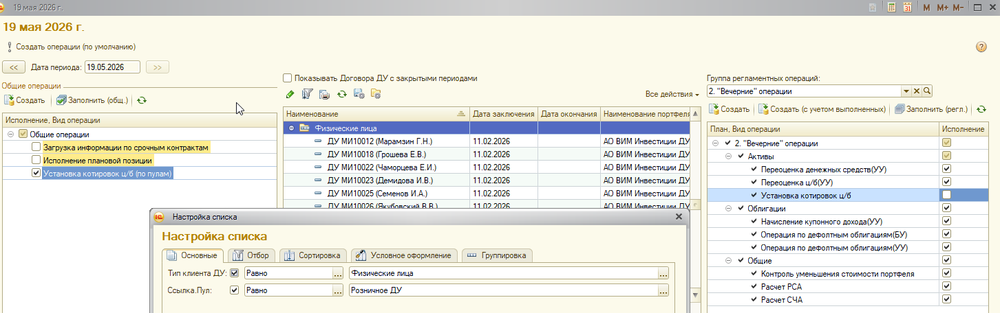 19 мая 2026 г.
M M+ M-
19 мая 2026 г.
Создать операции (по умолчанию)
<< Дата периода: 19.05.2026 >>
Общие операции
Создать Заполнить (общ.)
Исполнение, Вид операции
Общие операции
Загрузка информации по срочным контрактам
Исполнение плановой позиции
Установка котировок ц/б (по пулам)
Показывать Договора ДУ с закрытыми периодами
Все действия
Наименование Дата заключения Дата окончания Наименование портфеля
Физические лица
ДУ МИ10012 (Марамзин Г.Н.) 11.02.2026 АО ВИМ Инвестиции ДУ
ДУ МИ10018 (Грошева Е.В.) 11.02.2026 АО ВИМ Инвестиции ДУ
ДУ МИ10022 (Чаморцева Е.И.) 11.02.2026 АО ВИМ Инвестиции ДУ
ДУ МИ10023 (Демидова И.В.) 11.02.2026 АО ВИМ Инвестиции ДУ
ДУ МИ10025 (Семенов И.А.) 11.02.2026 АО ВИМ Инвестиции ДУ
ДУ МИ10026 (Якубовский В.В.) 11.02.2026 АО ВИМ Инвестиции ДУ
Группа регламентных операций:
2. "Вечерние" операции
Создать Создать (с учетом выполненных) Заполнить (регл.)
План, Вид операции Исполнение
2. "Вечерние" операции
Активы
Переоценка денежных средств(УУ)
Переоценка ц/б(УУ)
Установка котировок ц/б
Облигации
Начисление купонного дохода(УУ)
Операция по дефолтным облигациям(БУ)
Операция по дефолтным облигациям(УУ)
Общие
Контроль уменьшения стоимости портфеля
Расчет РСА
Расчет СЧА
Настройка списка
Настройка списка
Основные Отбор Сортировка Условное оформление Группировка
Тип клиента ДУ: Равно ... Физические лица ...
Ссылка.Пул: Равно ... Розничное ДУ ...